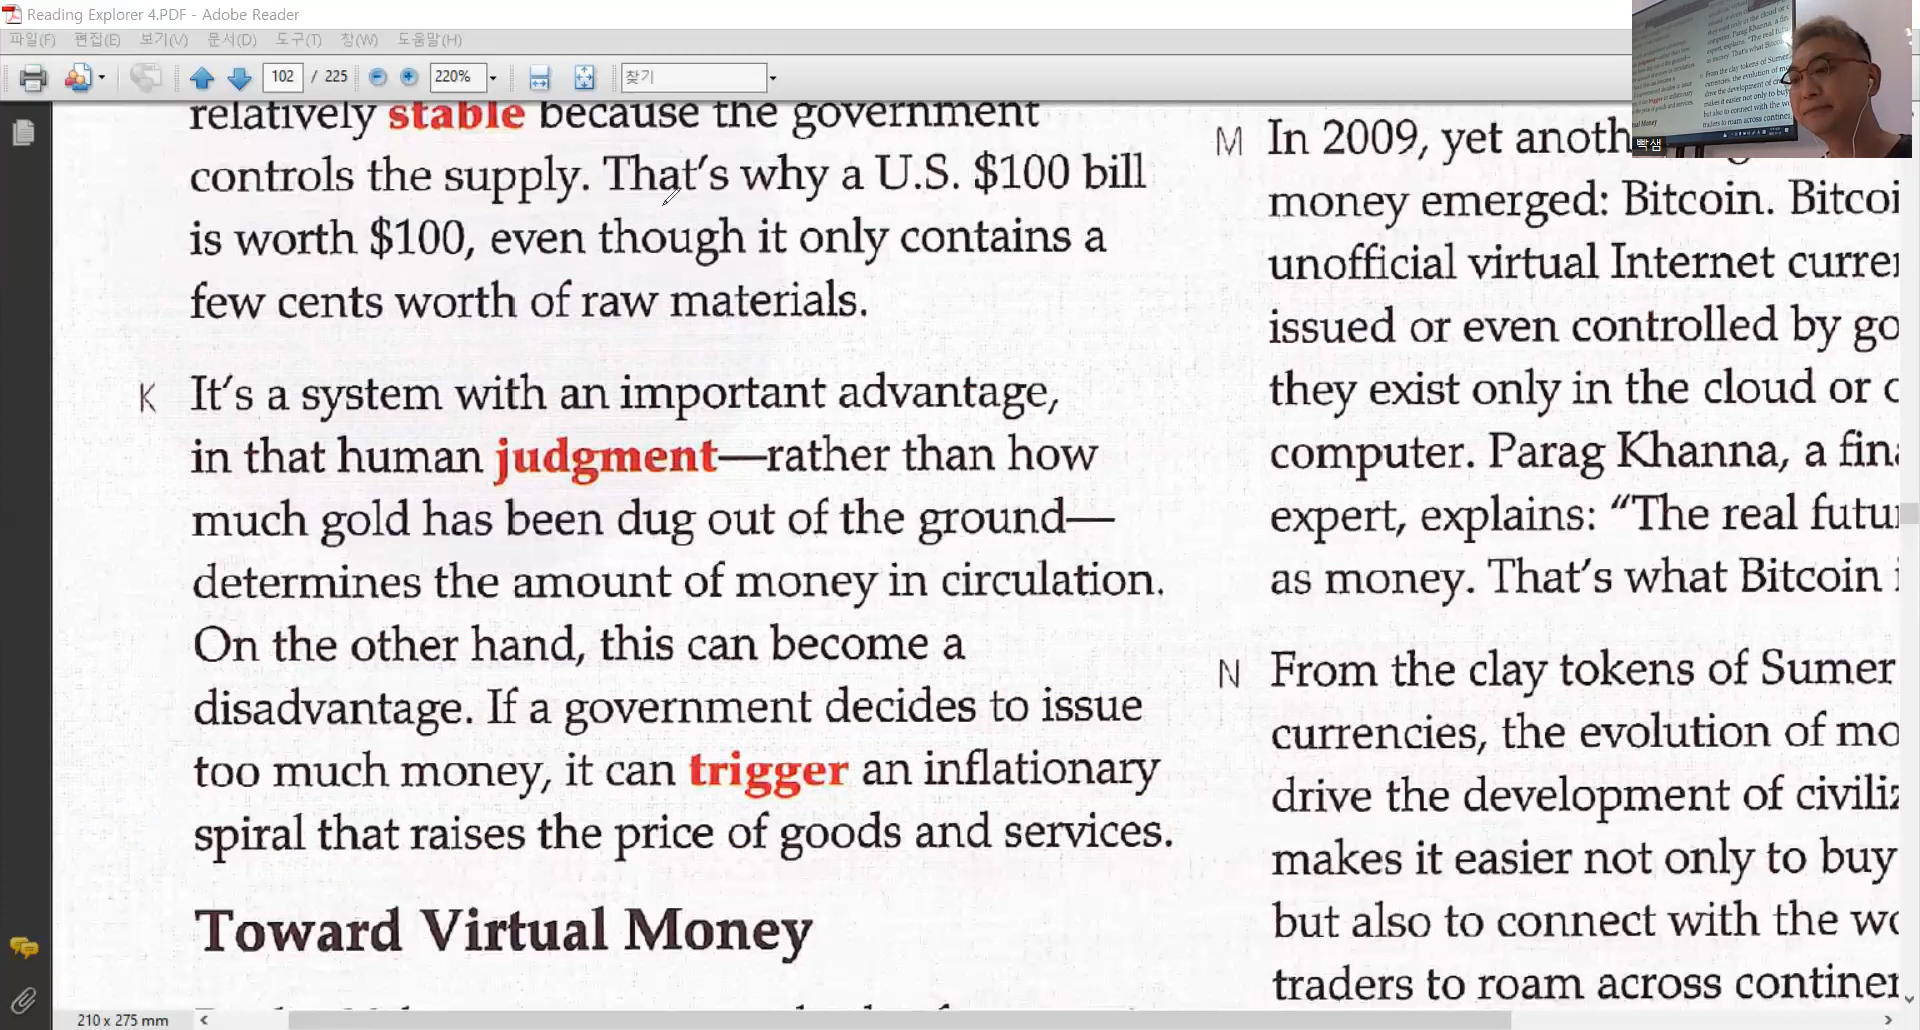 Reading Explorer 4.PDF - Adobe Reader
파일(F) 편집(E) 보기(V) 문서(D) 도구(T) 창(W) 도움말(H)
102 / 225 220% 찾기
빡샘
relatively stable because the government
controls the supply. That's why a U.S. $100 bill
is worth $100, even though it only contains a
few cents worth of raw materials.
K It's a system with an important advantage,
in that human judgment—rather than how
much gold has been dug out of the ground—
determines the amount of money in circulation.
On the other hand, this can become a
disadvantage. If a government decides to issue
too much money, it can trigger an inflationary
spiral that raises the price of goods and services.
Toward Virtual Money
M In 2009, yet anoth
money emerged: Bitcoin. Bitcoi
unofficial virtual Internet currer
issued or even controlled by go
they exist only in the cloud or c
computer. Parag Khanna, a fina
expert, explains: “The real futur
as money. That's what Bitcoin i
N From the clay tokens of Sumer
currencies, the evolution of mo
drive the development of civiliz
makes it easier not only to buy
but also to connect with the wo
traders to roam across continen
210 x 275 mm